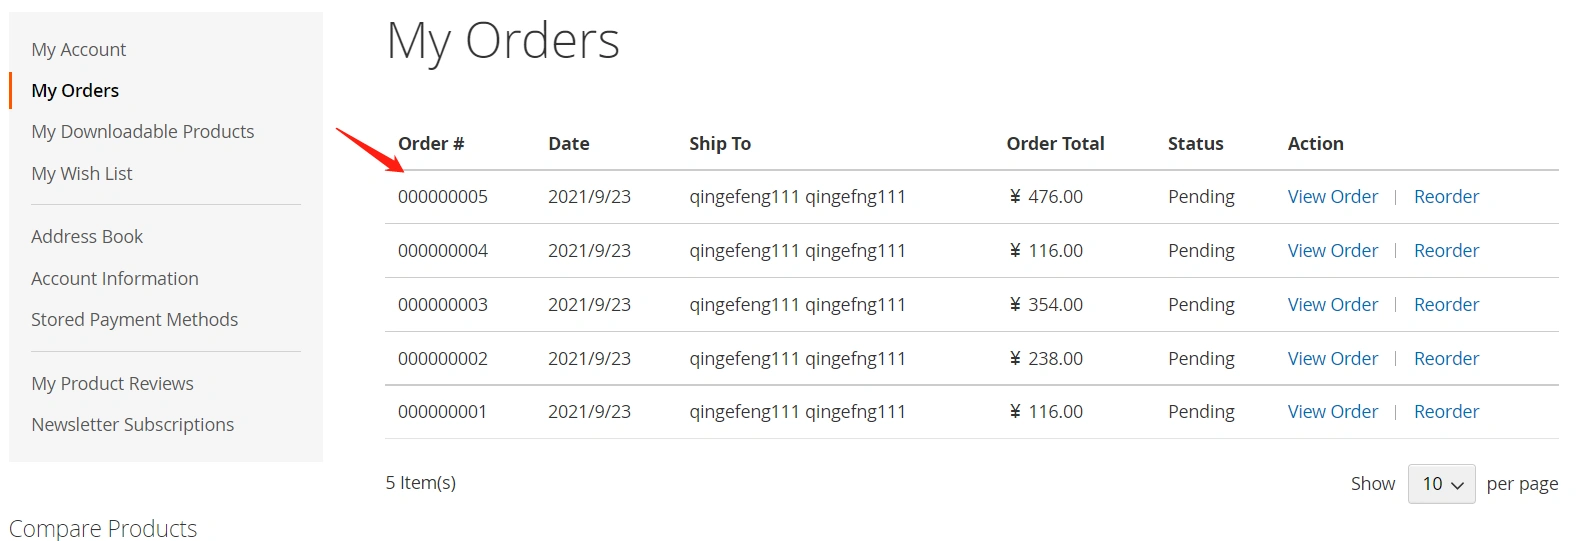 My Account
My Orders
My Downloadable Products
My Wish List
Address Book
Account Information
Stored Payment Methods
My Product Reviews
Newsletter Subscriptions
Compare Products
My Orders
Order # Date Ship To Order Total Status Action
000000005 2021/9/23 qingefeng111 qingefng111 ¥ 476.00 Pending View Order | Reorder
000000004 2021/9/23 qingefeng111 qingefng111 ¥ 116.00 Pending View Order | Reorder
000000003 2021/9/23 qingefeng111 qingefng111 ¥ 354.00 Pending View Order | Reorder
000000002 2021/9/23 qingefeng111 qingefng111 ¥ 238.00 Pending View Order | Reorder
000000001 2021/9/23 qingefeng111 qingefng111 ¥ 116.00 Pending View Order | Reorder
5 Item(s) Show 10 per page